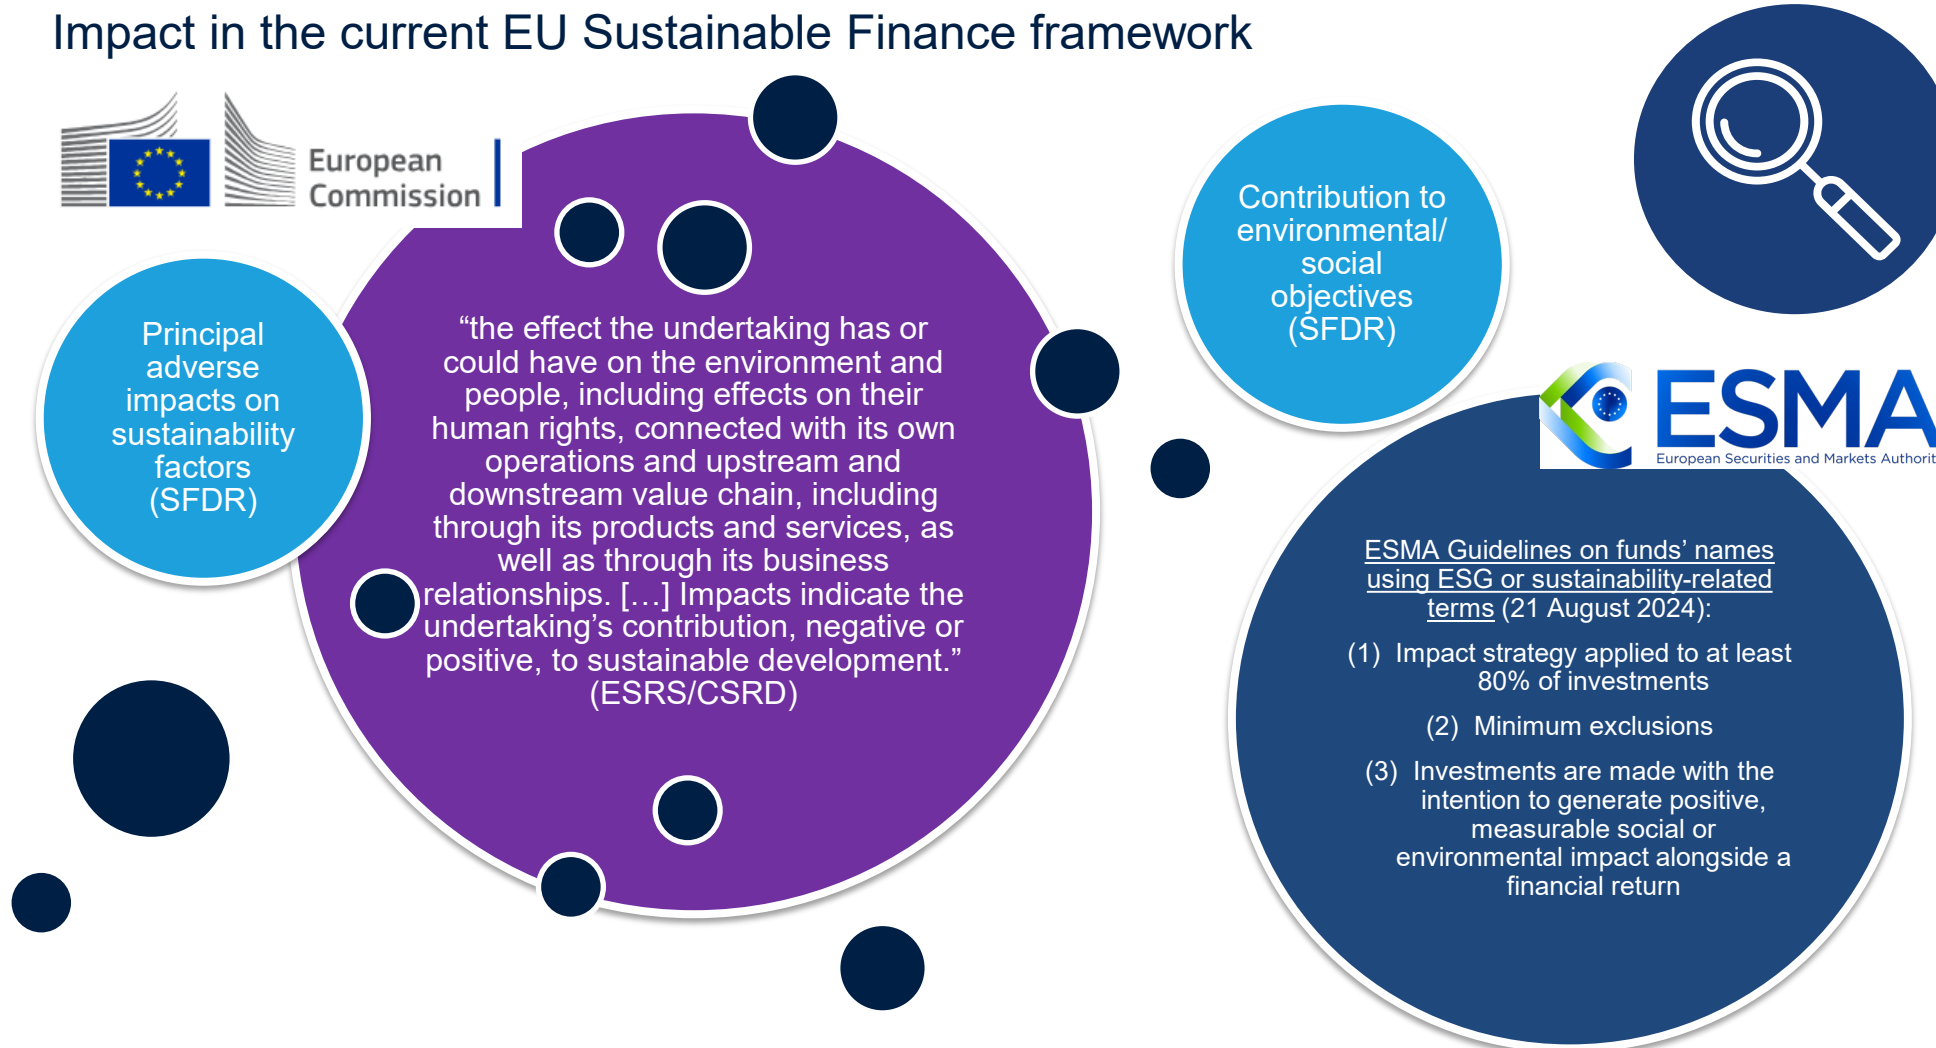 Impact in the current EU Sustainable Finance framework
European
Commission
Principal
adverse
impacts on
sustainability
factors
(SFDR)
“the effect the undertaking has or
could have on the environment and
people, including effects on their
human rights, connected with its own
operations and upstream and
downstream value chain, including
through its products and services, as
well as through its business
relationships. […] Impacts indicate the
undertaking’s contribution, negative or
positive, to sustainable development.”
(ESRS/CSRD)
Contribution to
environmental/
social
objectives
(SFDR)
ESMA
European Securities and Markets Authorit
ESMA Guidelines on funds’ names
using ESG or sustainability-related
terms (21 August 2024):
(1) Impact strategy applied to at least
80% of investments
(2) Minimum exclusions
(3) Investments are made with the
intention to generate positive,
measurable social or
environmental impact alongside a
financial return